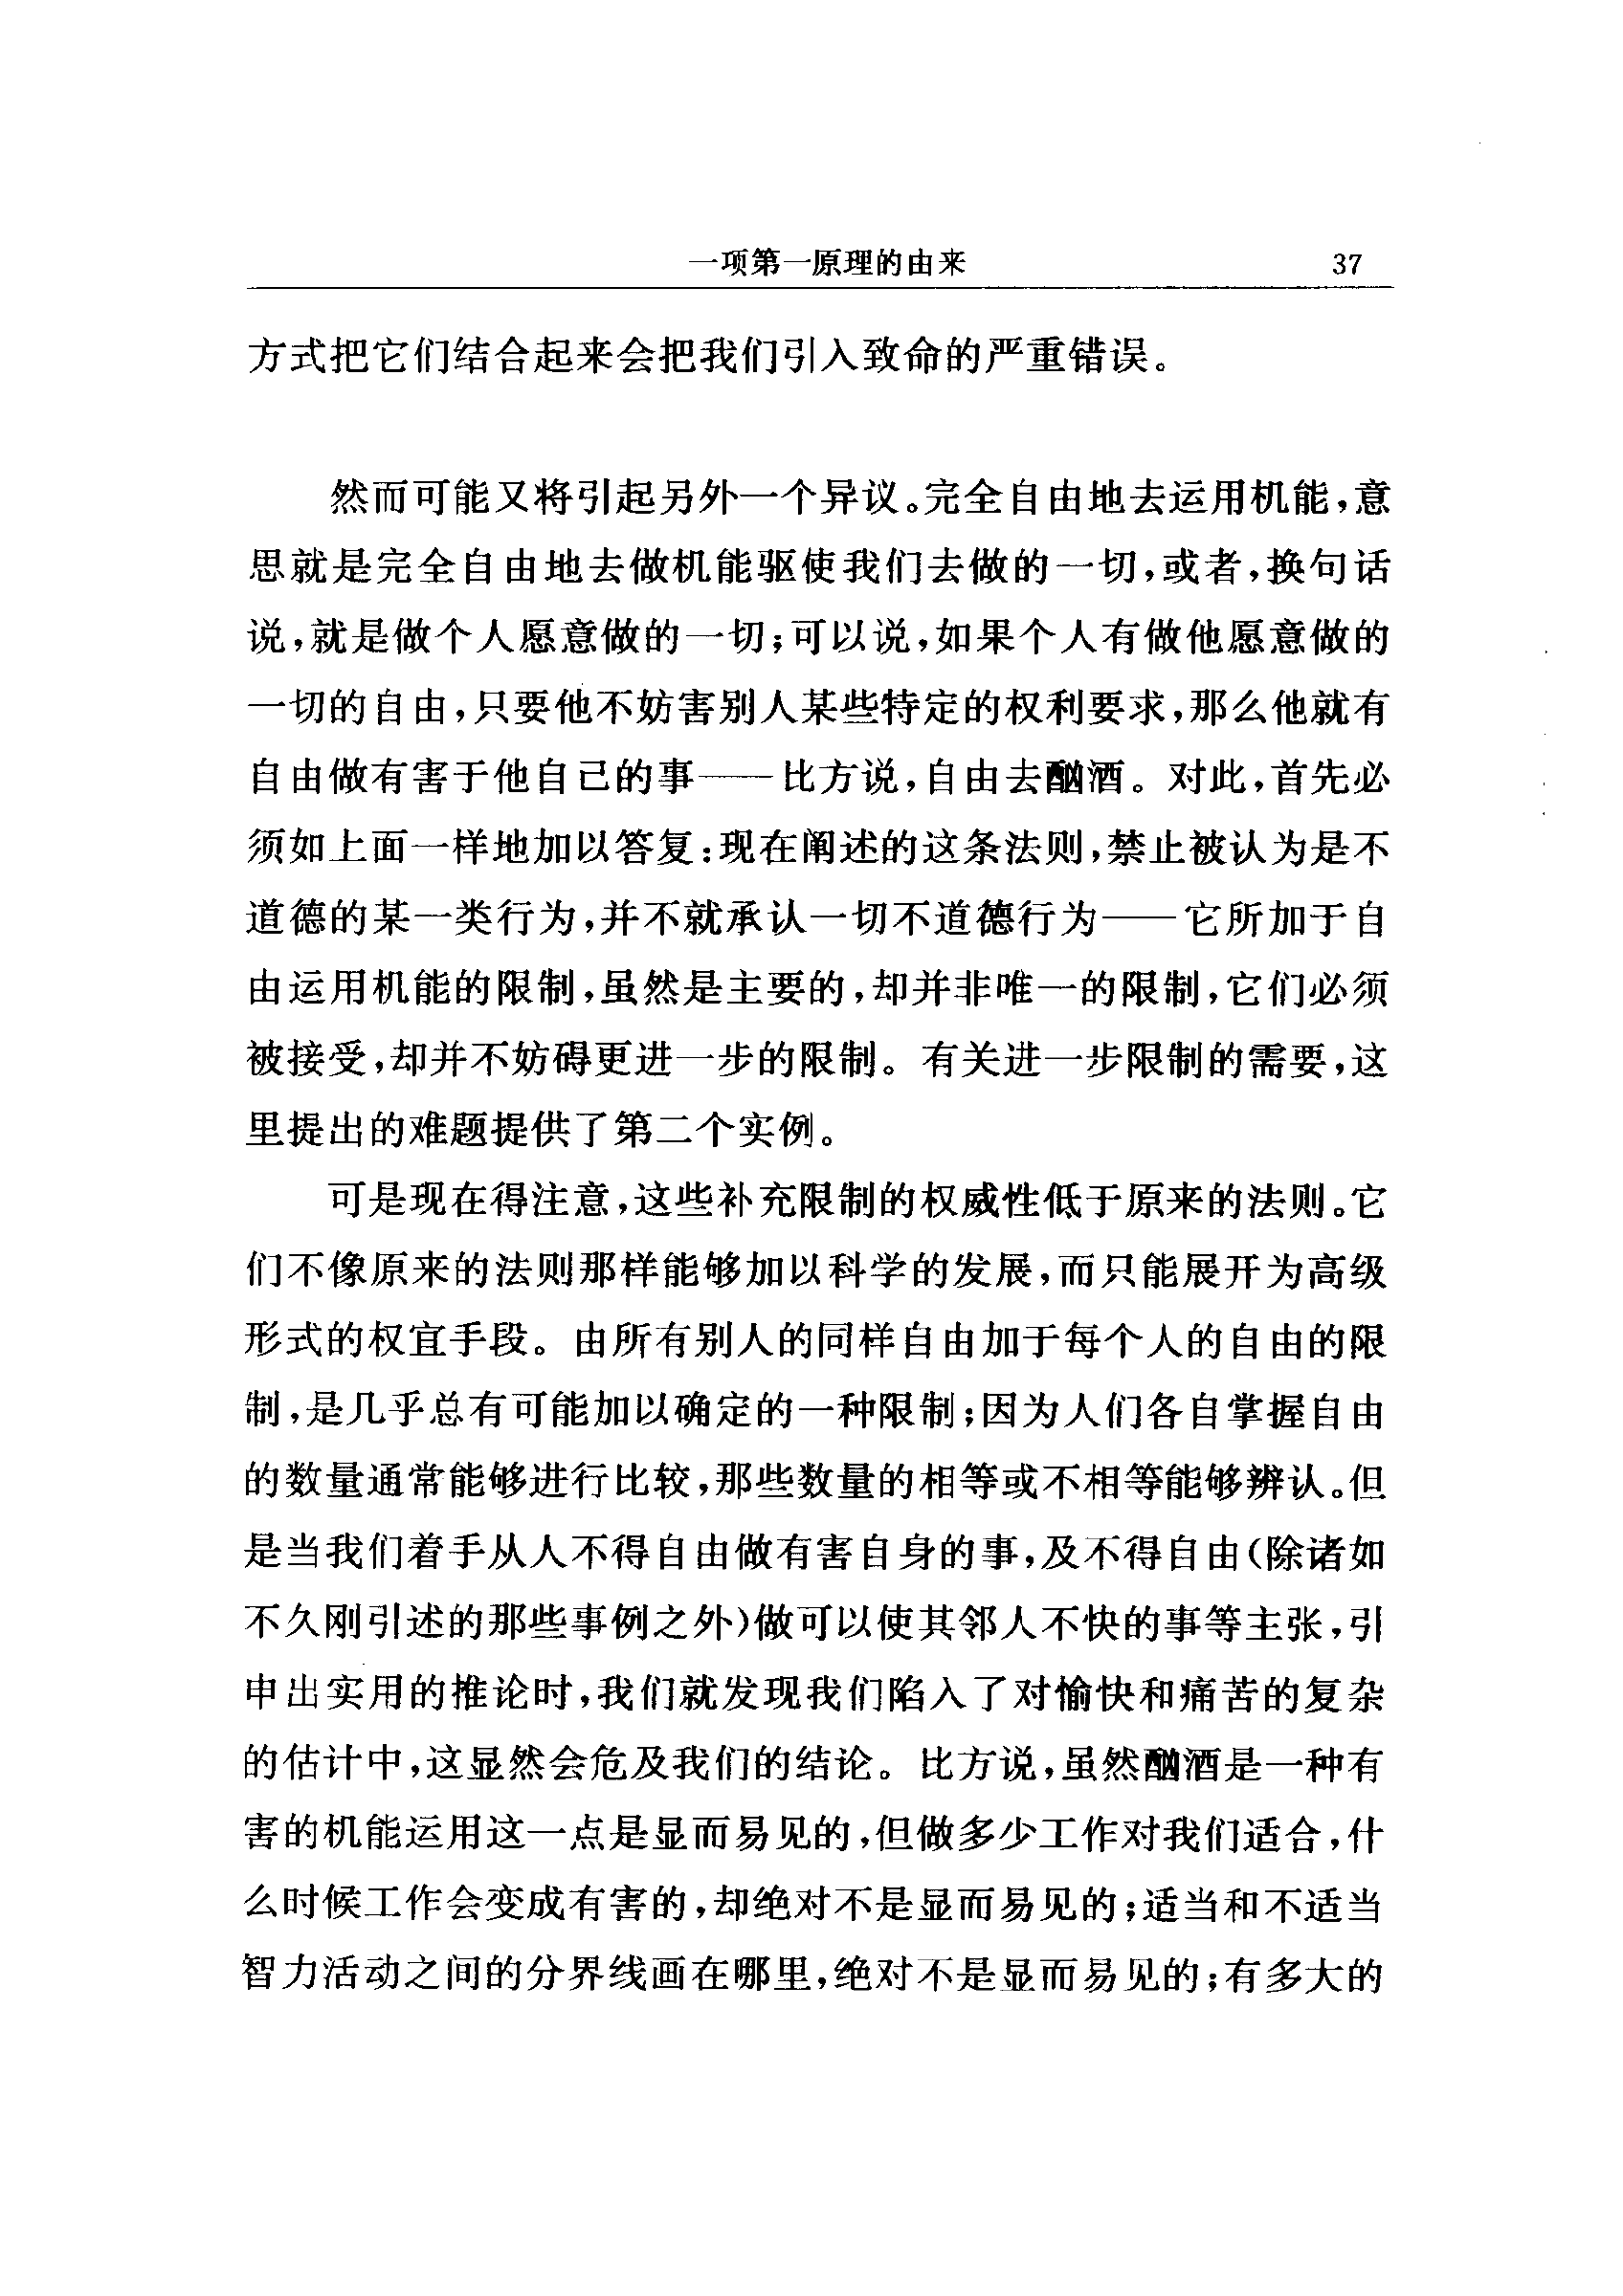 一项第一原理的由来 37
方式把它们结合起来会把我们引入致命的严重错误。
然而可能又将引起另外一个异议。完全自由地去运用机能,意
思就是完全自由地去做机能驱使我们去做的一切,或者,换句话
说,就是做个人愿意做的一切;可以说,如果个人有做他愿意做的
一切的自由,只要他不妨害别人某些特定的权利要求,那么他就有
自由做有害于他自己的事——比方说,自由去酗酒。对此,首先必
须如上面一样地加以答复:现在阐述的这条法则,禁止被认为是不
道德的某一类行为,并不就承认一切不道德行为——它所加于自
由运用机能的限制,虽然是主要的,却并非唯一的限制,它们必须
被接受,却并不妨碍更进一步的限制。有关进一步限制的需要,这
里提出的难题提供了第二个实例。
可是现在得注意,这些补充限制的权威性低于原来的法则。它
们不像原来的法则那样能够加以科学的发展,而只能展开为高级
形式的权宜手段。由所有别人的同样自由加于每个人的自由的限
制,是几乎总有可能加以确定的一种限制;因为人们各自掌握自由
的数量通常能够进行比较,那些数量的相等或不相等能够辨认。但
是当我们着手从人不得自由做有害自身的事,及不得自由(除诸如
不久刚引述的那些事例之外)做可以使其邻人不快的事等主张,引
申出实用的推论时,我们就发现我们陷入了对愉快和痛苦的复杂
的估计中,这显然会危及我们的结论。比方说,虽然酗酒是一种有
害的机能运用这一点是显而易见的,但做多少工作对我们适合,什
么时候工作会变成有害的,却绝对不是显而易见的;适当和不适当
智力活动之间的分界线画在哪里,绝对不是显而易见的;有多大的